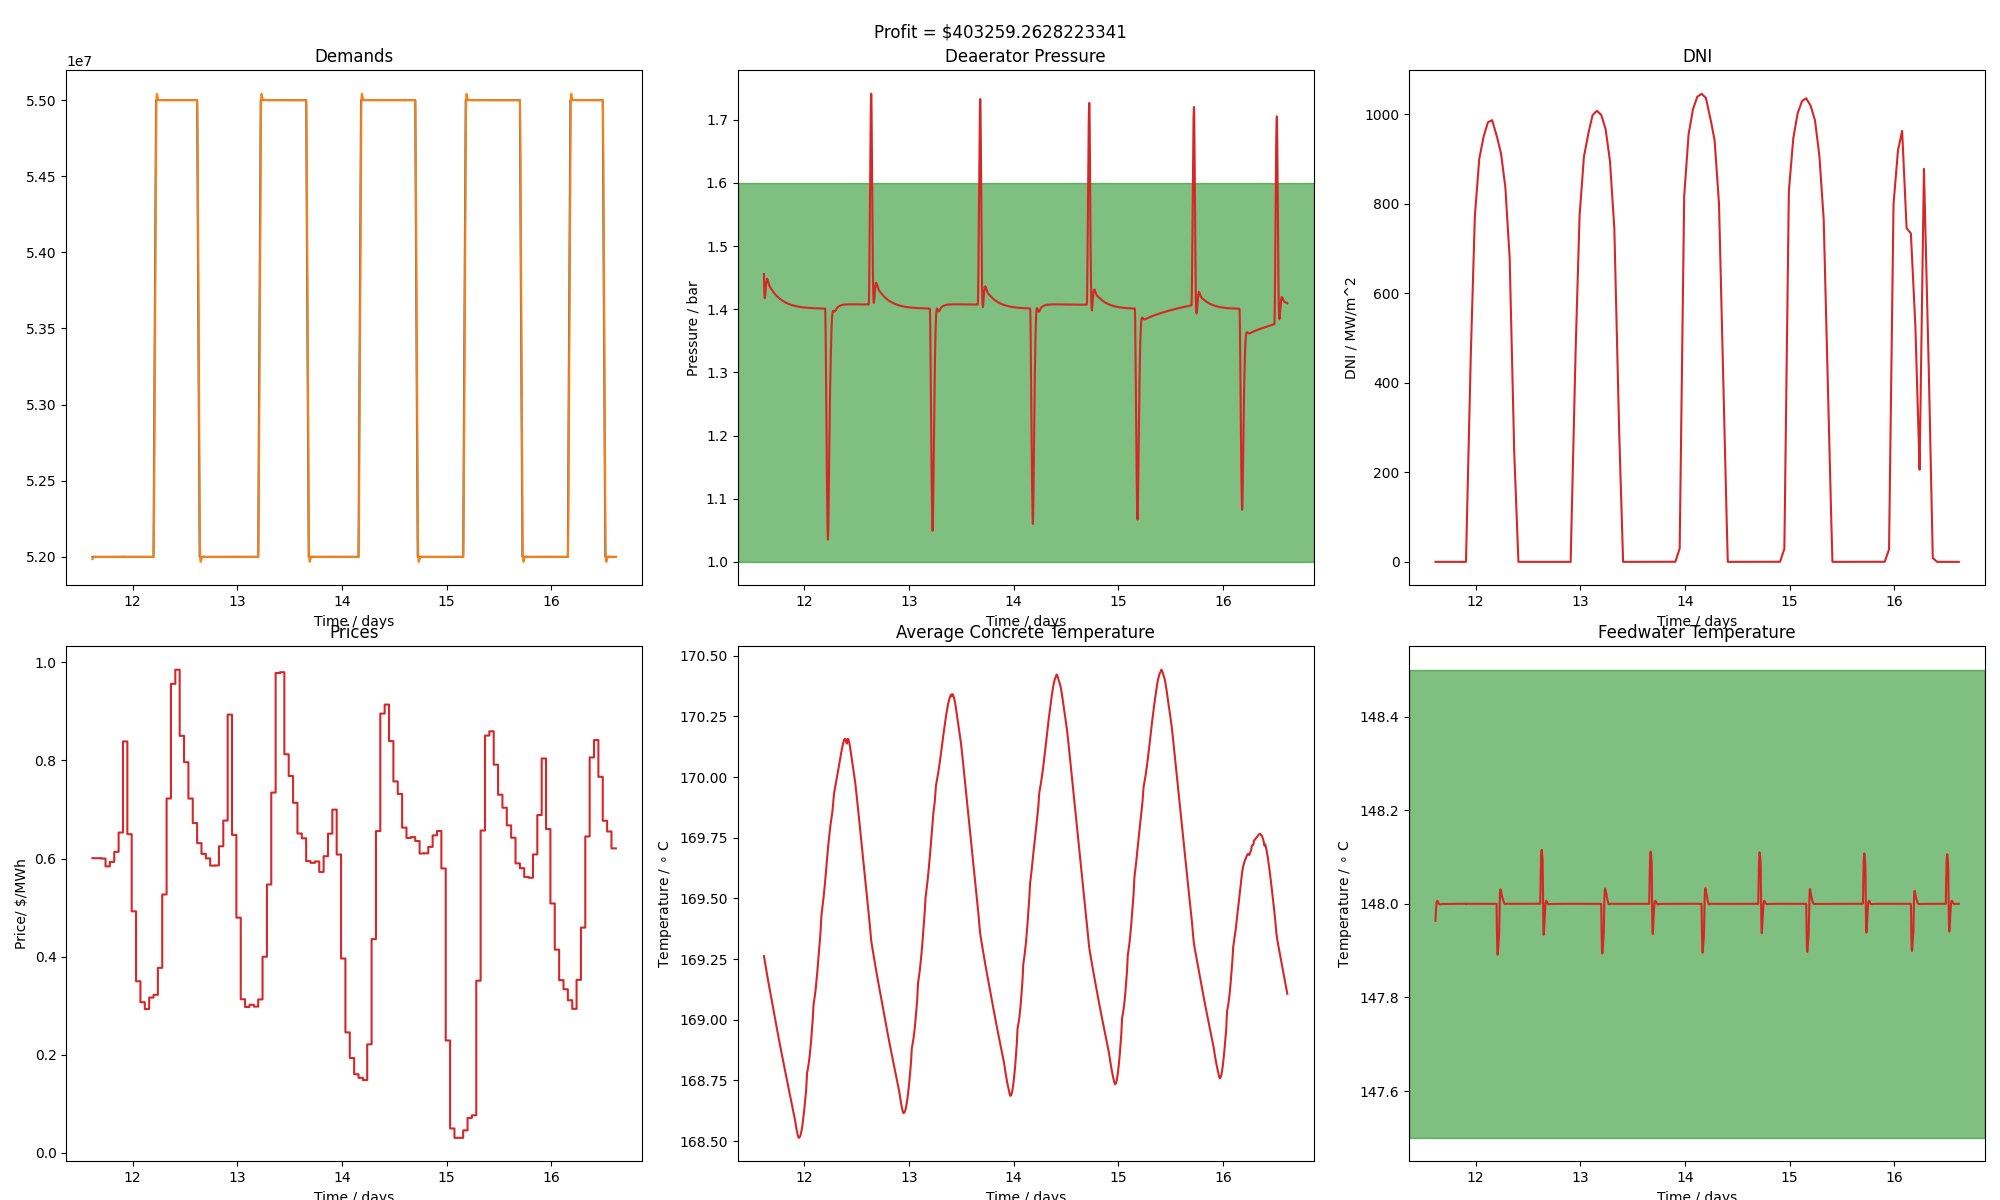 Profit = $403259.2628223341
Demands
1e7
5.50
5.45
5.40
5.35
5.30
5.25
5.20
12 13 14 15 16
Time / days
Deaerator Pressure
Pressure / bar
1.7
1.6
1.5
1.4
1.3
1.2
1.1
1.0
12 13 14 15 16
Time / days
DNI
DNI / MW/m^2
1000
800
600
400
200
0
12 13 14 15 16
Time / days
Prices
Price/ $/MWh
1.0
0.8
0.6
0.4
0.2
0.0
12 13 14 15 16
Time / days
Average Concrete Temperature
Temperature / ∘ C
170.50
170.25
170.00
169.75
169.50
169.25
169.00
168.75
168.50
12 13 14 15 16
Time / days
Feedwater Temperature
Temperature / ∘ C
148.4
148.2
148.0
147.8
147.6
12 13 14 15 16
Time / days